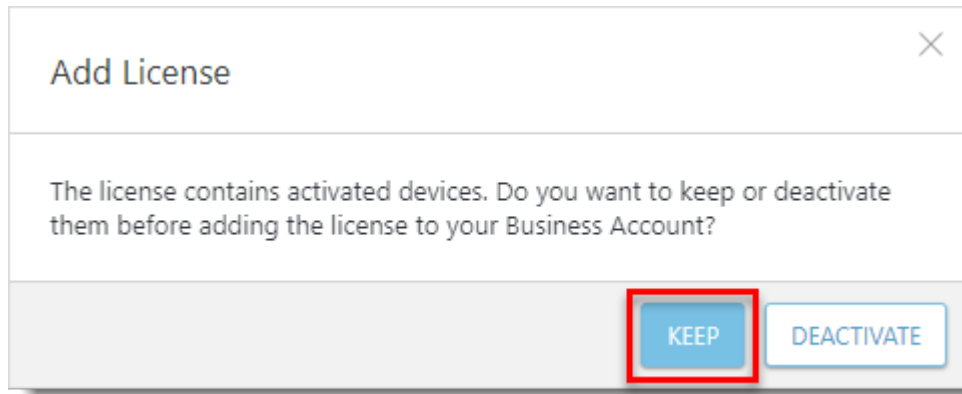 Add License
The license contains activated devices. Do you want to keep or deactivate
them before adding the license to your Business Account?
KEEP
DEACTIVATE